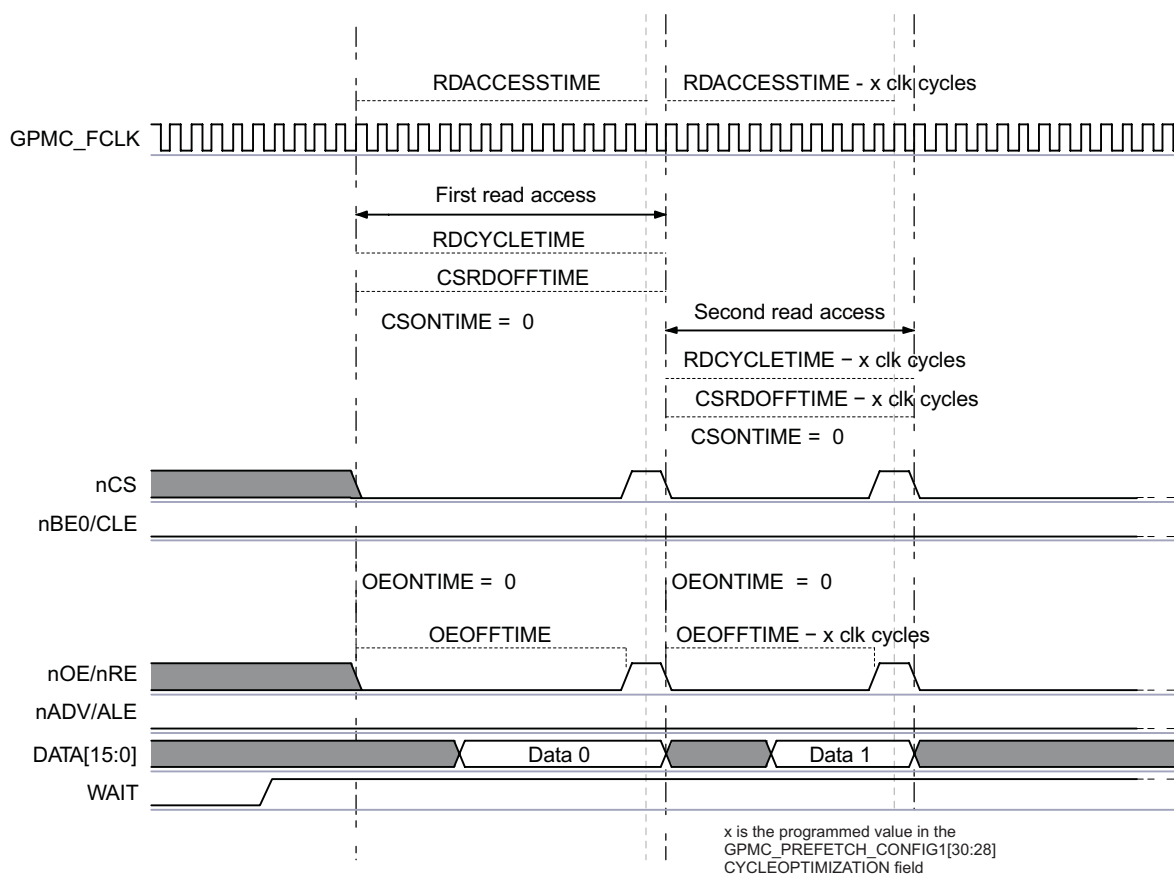 RDACCESSTIME
RDACCESSTIME - x clk cycles
GPMC_FCLK
First read access
RDCYCLETIME
CSRDOFFTIME
CSONTIME = 0
Second read access
RDCYCLETIME − x clk cycles
CSRDOFFTIME − x clk cycles
CSONTIME = 0
nCS
nBE0/CLE
OEONTIME = 0
OEONTIME = 0
OEOFFTIME
OEOFFTIME − x clk cycles
nOE/nRE
nADV/ALE
DATA[15:0]
Data 0
Data 1
WAIT
x is the programmed value in the
GPMC_PREFETCH_CONFIG1[30:28]
CYCLEOPTIMIZATION field